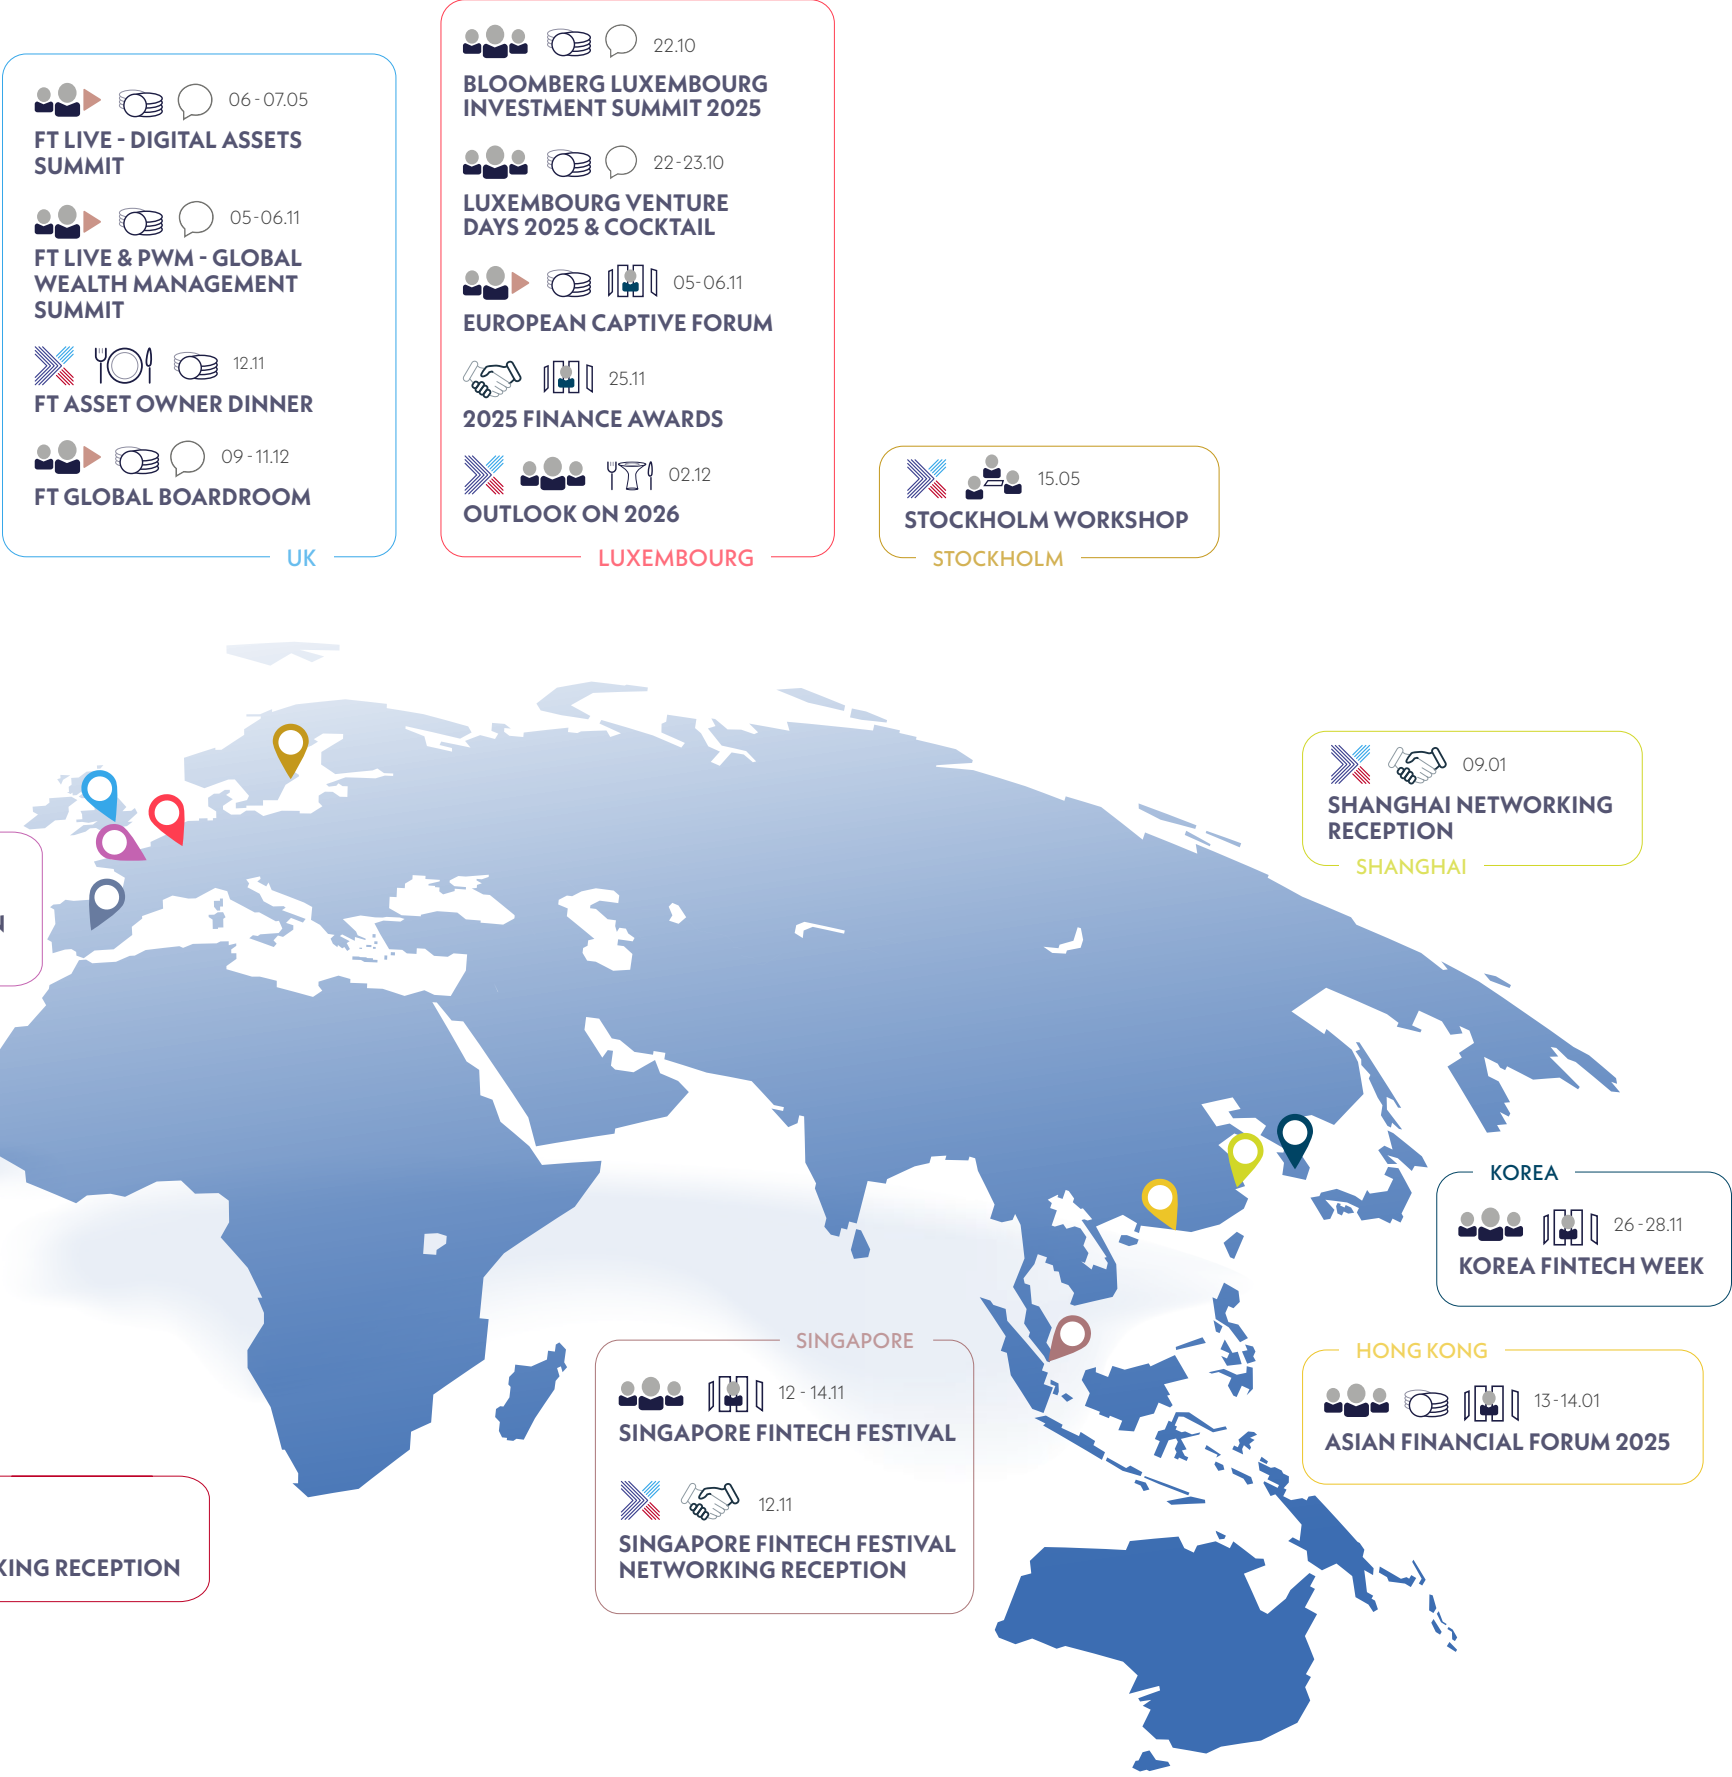 06 - 07.05
FT LIVE - DIGITAL ASSETS
SUMMIT
05-06.11
FT LIVE & PWM - GLOBAL
WEALTH MANAGEMENT
SUMMIT
12.11
FT ASSET OWNER DINNER
09 - 11.12
FT GLOBAL BOARDROOM
UK
22.10
BLOOMBERG LUXEMBOURG
INVESTMENT SUMMIT 2025
22-23.10
LUXEMBOURG VENTURE
DAYS 2025 & COCKTAIL
05-06.11
EUROPEAN CAPTIVE FORUM
25.11
2025 FINANCE AWARDS
02.12
OUTLOOK ON 2026
LUXEMBOURG
15.05
STOCKHOLM WORKSHOP
STOCKHOLM
09.01
SHANGHAI NETWORKING
RECEPTION
SHANGHAI
KOREA
26 -28.11
KOREA FINTECH WEEK
SINGAPORE
12 - 14.11
SINGAPORE FINTECH FESTIVAL
12.11
SINGAPORE FINTECH FESTIVAL
NETWORKING RECEPTION
HONG KONG
13-14.01
ASIAN FINANCIAL FORUM 2025
KING RECEPTION